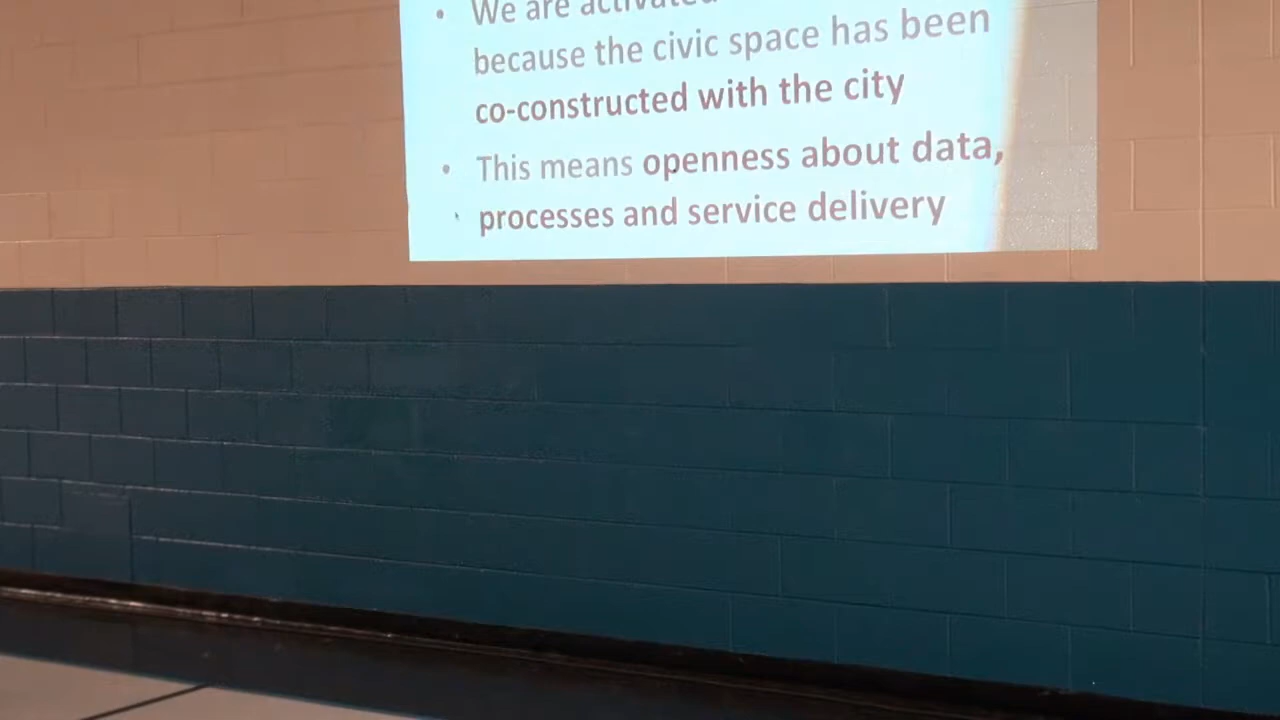 • We are activated
because the civic space has been
co-constructed with the city
• This means openness about data,
processes and service delivery